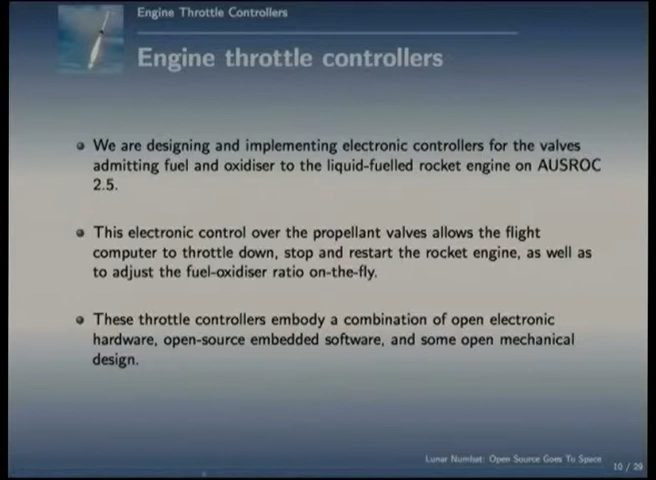 Engine Throttle Controllers
Engine throttle controllers
We are designing and implementing electronic controllers for the valves
admitting fuel and oxidiser to the liquid-fuelled rocket engine on AUSROC
2.5.
This electronic control over the propellant valves allows the flight
computer to throttle down, stop and restart the rocket engine, as well as
to adjust the fuel-oxidiser ratio on-the-fly.
These throttle controllers embody a combination of open electronic
hardware, open-source embedded software, and some open mechanical
design.
Lunar Numbat: Open Source Goes To Space
10 / 29